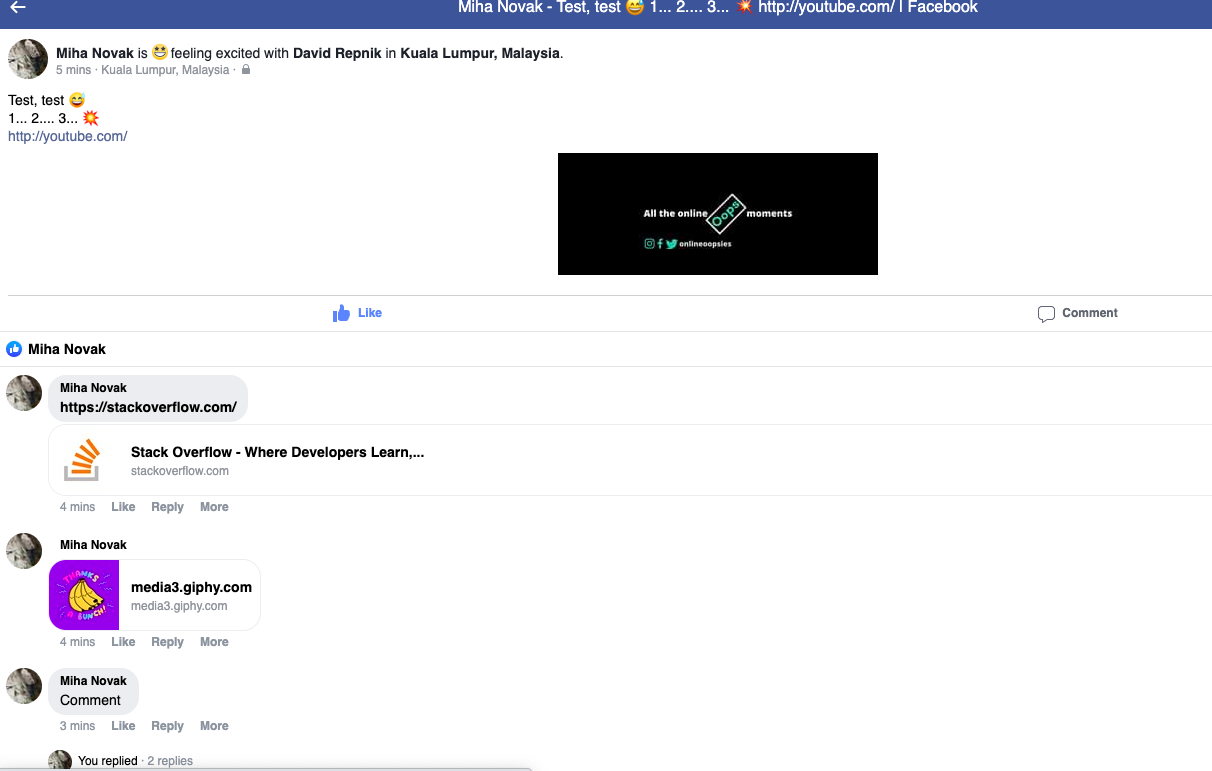 Miha Novak - Test, test 😅 1... 2.... 3... 💥 http://youtube.com/ | Facebook
Miha Novak is 😁 feeling excited with David Repnik in Kuala Lumpur, Malaysia.
5 mins · Kuala Lumpur, Malaysia ·
Test, test 😅
1... 2.... 3... 💥
http://youtube.com/
All the online Oops moments
onlineoopsies
Like
Comment
Miha Novak
Miha Novak
https://stackoverflow.com/
Stack Overflow - Where Developers Learn,...
stackoverflow.com
4 mins Like Reply More
Miha Novak
THANKS
A BUNCH!
media3.giphy.com
media3.giphy.com
4 mins Like Reply More
Miha Novak
Comment
3 mins Like Reply More
You replied · 2 replies